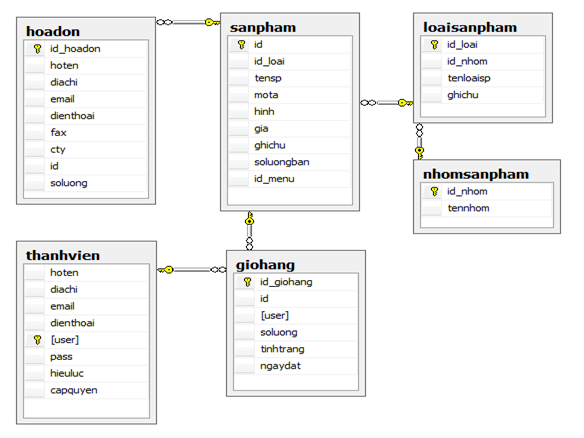 hoadon
id_hoadon
hoten
diachi
email
dienthoai
fax
cty
id
soluong
sanpham
id
id_loai
tensp
mota
hinh
gia
ghichu
soluongban
id_menu
loaisanpham
id_loai
id_nhom
tenloaisp
ghichu
nhomsanpham
id_nhom
tennhom
thanhvien
hoten
diachi
email
dienthoai
[user]
pass
hieuluc
capquyen
giohang
id_giohang
id
[user]
soluong
tinhtrang
ngaydat